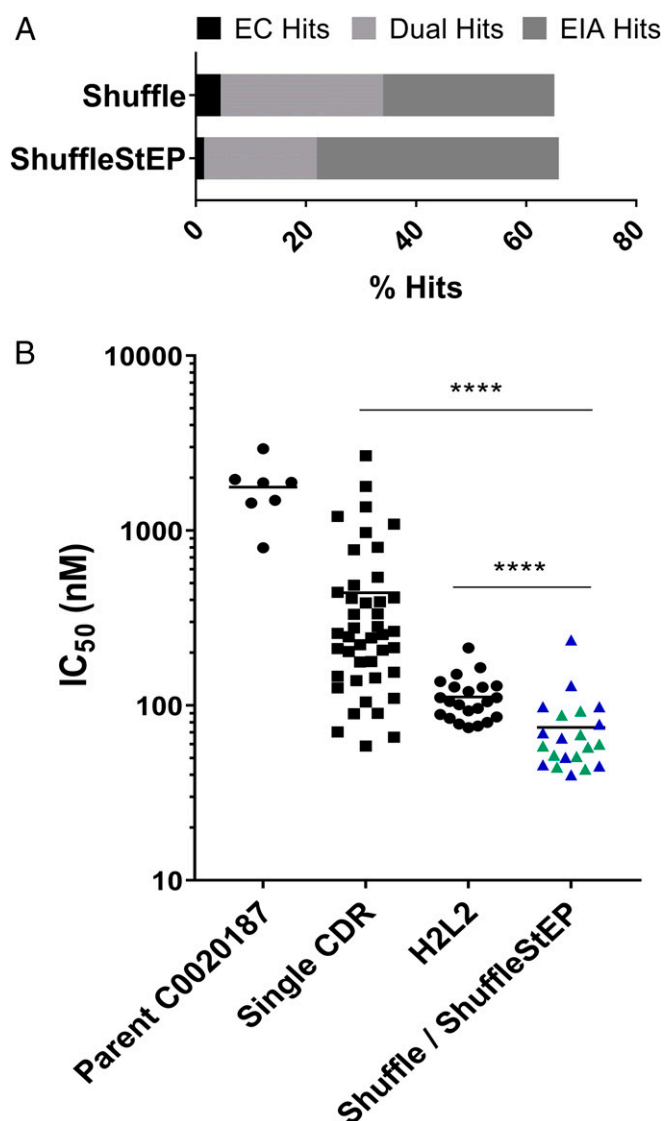 A
EC Hits Dual Hits EIA Hits
Shuffle
ShuffleStEP
0 20 40 60 80
% Hits
B
10000
1000
100
10
IC50 (nM)
****
****
Parent C0020187
Single CDR
H2L2
Shuffle / ShuffleStEP